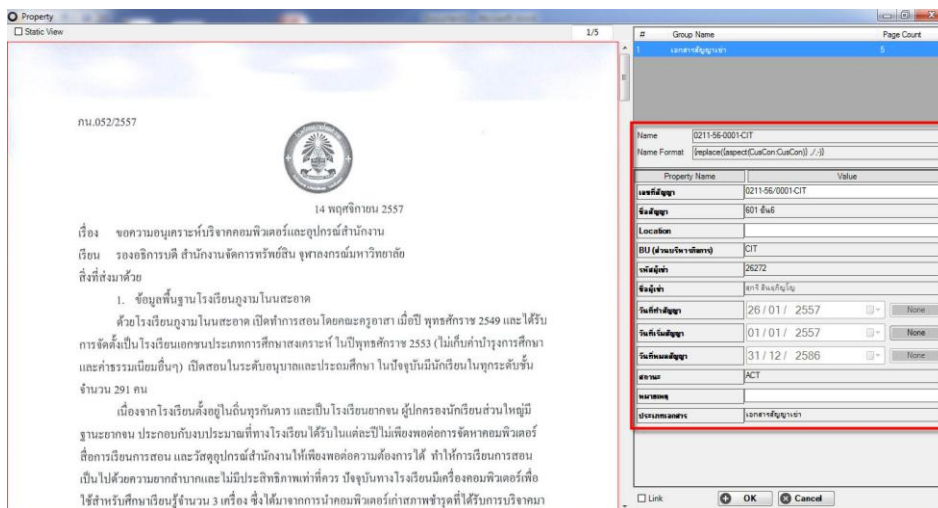 Property
Static View
1/5
กน.052/2557
14 พฤศจิกายน 2557
เรื่อง ขอความอนุเคราะห์บริจาคคอมพิวเตอร์และอุปกรณ์สำนักงาน
เรียน รองอธิการบดี สำนักงานจัดการทรัพย์สิน จุฬาลงกรณ์มหาวิทยาลัย
สิ่งที่ส่งมาด้วย
1. ข้อมูลพื้นฐานโรงเรียนภูงามโนนสะอาด
ด้วยโรงเรียนภูงามโนนสะอาด เปิดทำการสอนโดยคณะครูอาสา เมื่อปี พุทธศักราช 2549 และได้รับ
การจัดตั้งเป็นโรงเรียนเอกชนประเภทการศึกษาสงเคราะห์ ในปีพุทธศักราช 2553 (ไม่เก็บค่าบำรุงการศึกษา
และค่าธรรมเนียมอื่นๆ) เปิดสอนในระดับอนุบาลและประถมศึกษา ในปัจจุบันมีนักเรียนในทุกระดับชั้น
จำนวน 291 คน
เนื่องจากโรงเรียนตั้งอยู่ในถิ่นทุรกันดาร และเป็นโรงเรียนยากจน ผู้ปกครองนักเรียนส่วนใหญ่มี
ฐานะยากจน ประกอบกับงบประมาณที่ทางโรงเรียนได้รับในแต่ละปีไม่เพียงพอต่อการจัดหาคอมพิวเตอร์
สื่อการเรียนการสอน และวัสดุอุปกรณ์สำนักงานให้เพียงพอต่อความต้องการได้ ทำให้การเรียนการสอน
เป็นไปด้วยความยากลำบากและไม่มีประสิทธิภาพเท่าที่ควร ปัจจุบันทางโรงเรียนมีเครื่องคอมพิวเตอร์เพื่อ
ใช้สำหรับศึกษาเรียนรู้จำนวน 3 เครื่อง ซึ่งได้มาจากการนำคอมพิวเตอร์เก่าสภาพชำรุดที่ได้รับการบริจาคมา
# Group Name Page Count
1 เอกสารสัญญาเช่า 5
Name 0211-56-0001-CIT
Name Format {replace({aspect(CusCon:CusCon)} ,/,-)}
Property Name Value
เลขที่สัญญา 0211-56/0001-CIT
ชื่อสัญญา 601 ชั้น6
Location
BU (ส่วนบริหารกิจการ) CIT
รหัสผู้เช่า 26272
ชื่อผู้เช่า
วันที่ทำสัญญา 26/01/ 2557 None
วันที่เริ่มสัญญา 01/01/ 2557 None
วันที่หมดสัญญา 31/12/ 2586 None
สถานะ ACT
หมายเหตุ
ประเภทเอกสาร เอกสารสัญญาเช่า
Link OK Cancel